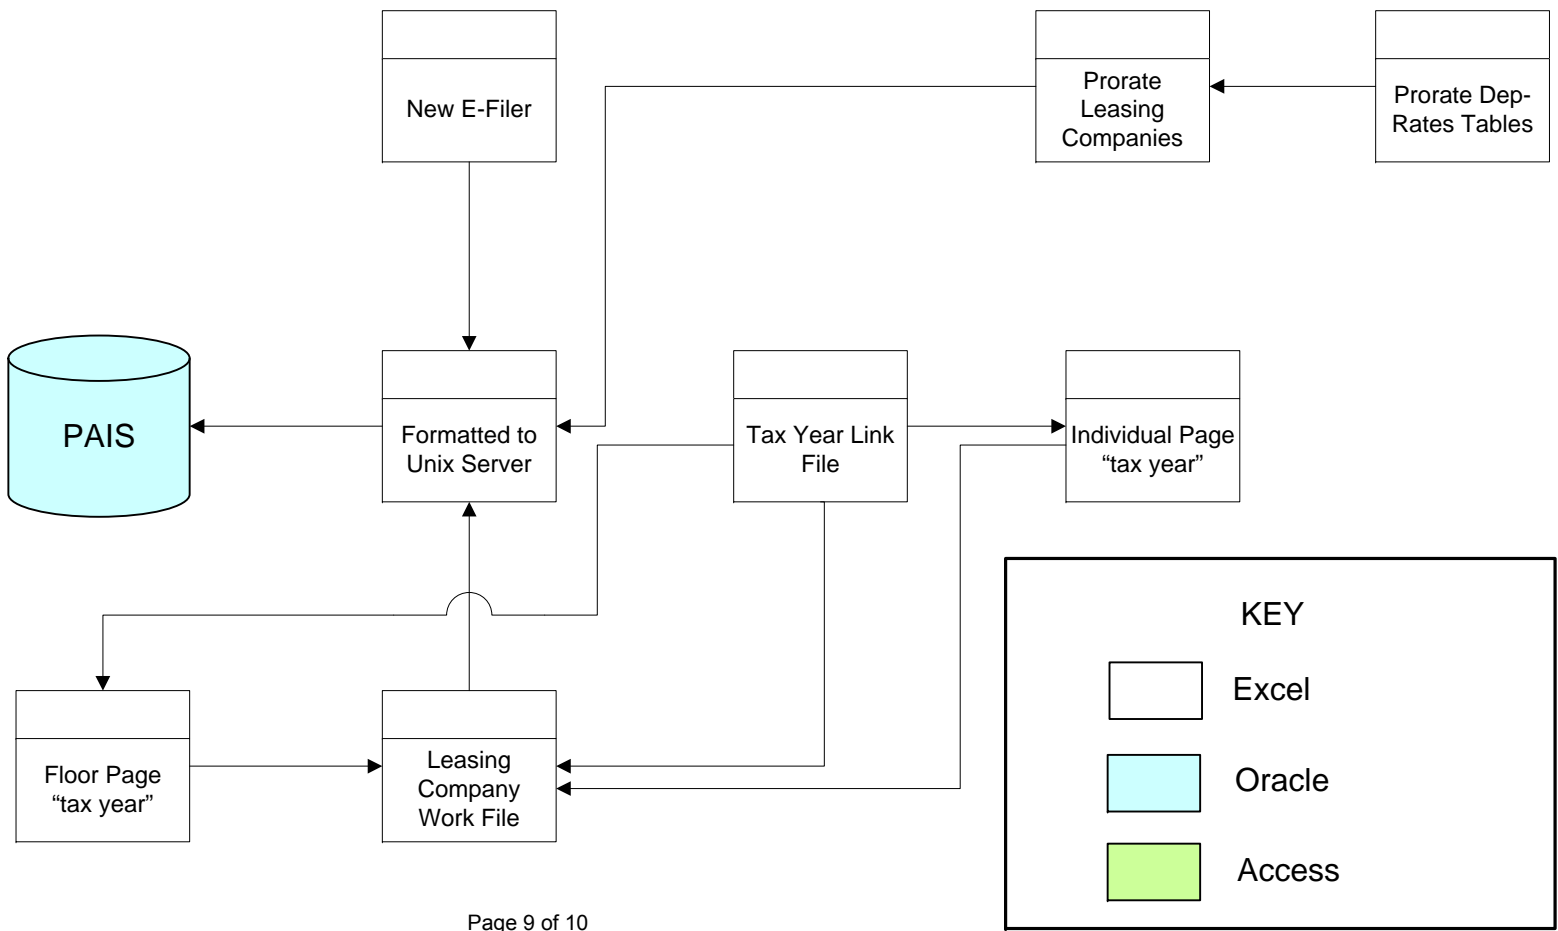 New E-Filer
Prorate
Leasing
Companies
Prorate Dep-
Rates Tables
PAIS
Formatted to
Unix Server
Tax Year Link
File
Individual Page
“tax year”
Floor Page
“tax year”
Leasing
Company
Work File
KEY
Excel
Oracle
Access
Page 9 of 10